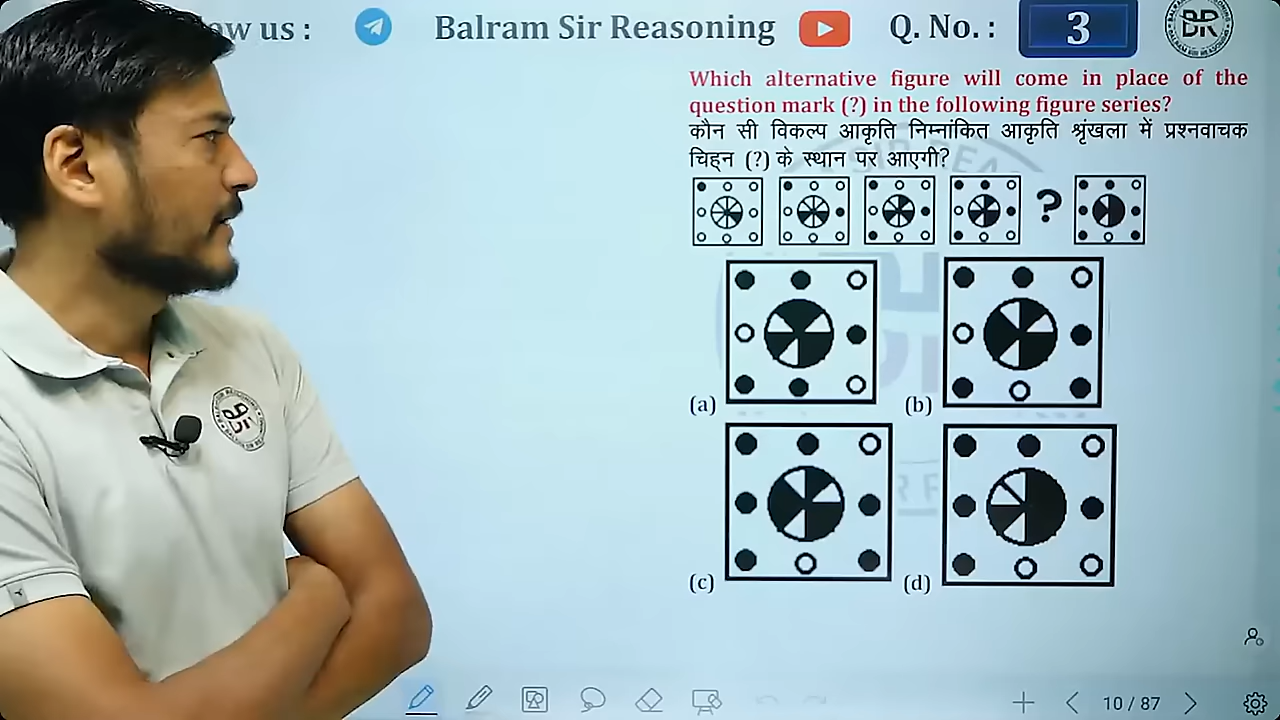 ow us :
Balram Sir Reasoning
Q. No. :
3
Which alternative figure will come in place of the
question mark (?) in the following figure series?
कौन सी विकल्प आकृति निम्नांकित आकृति श्रृंखला में प्रश्नवाचक
चिह्न (?) के स्थान पर आएगी?
?
(a)
(b)
(c)
(d)
10 / 87